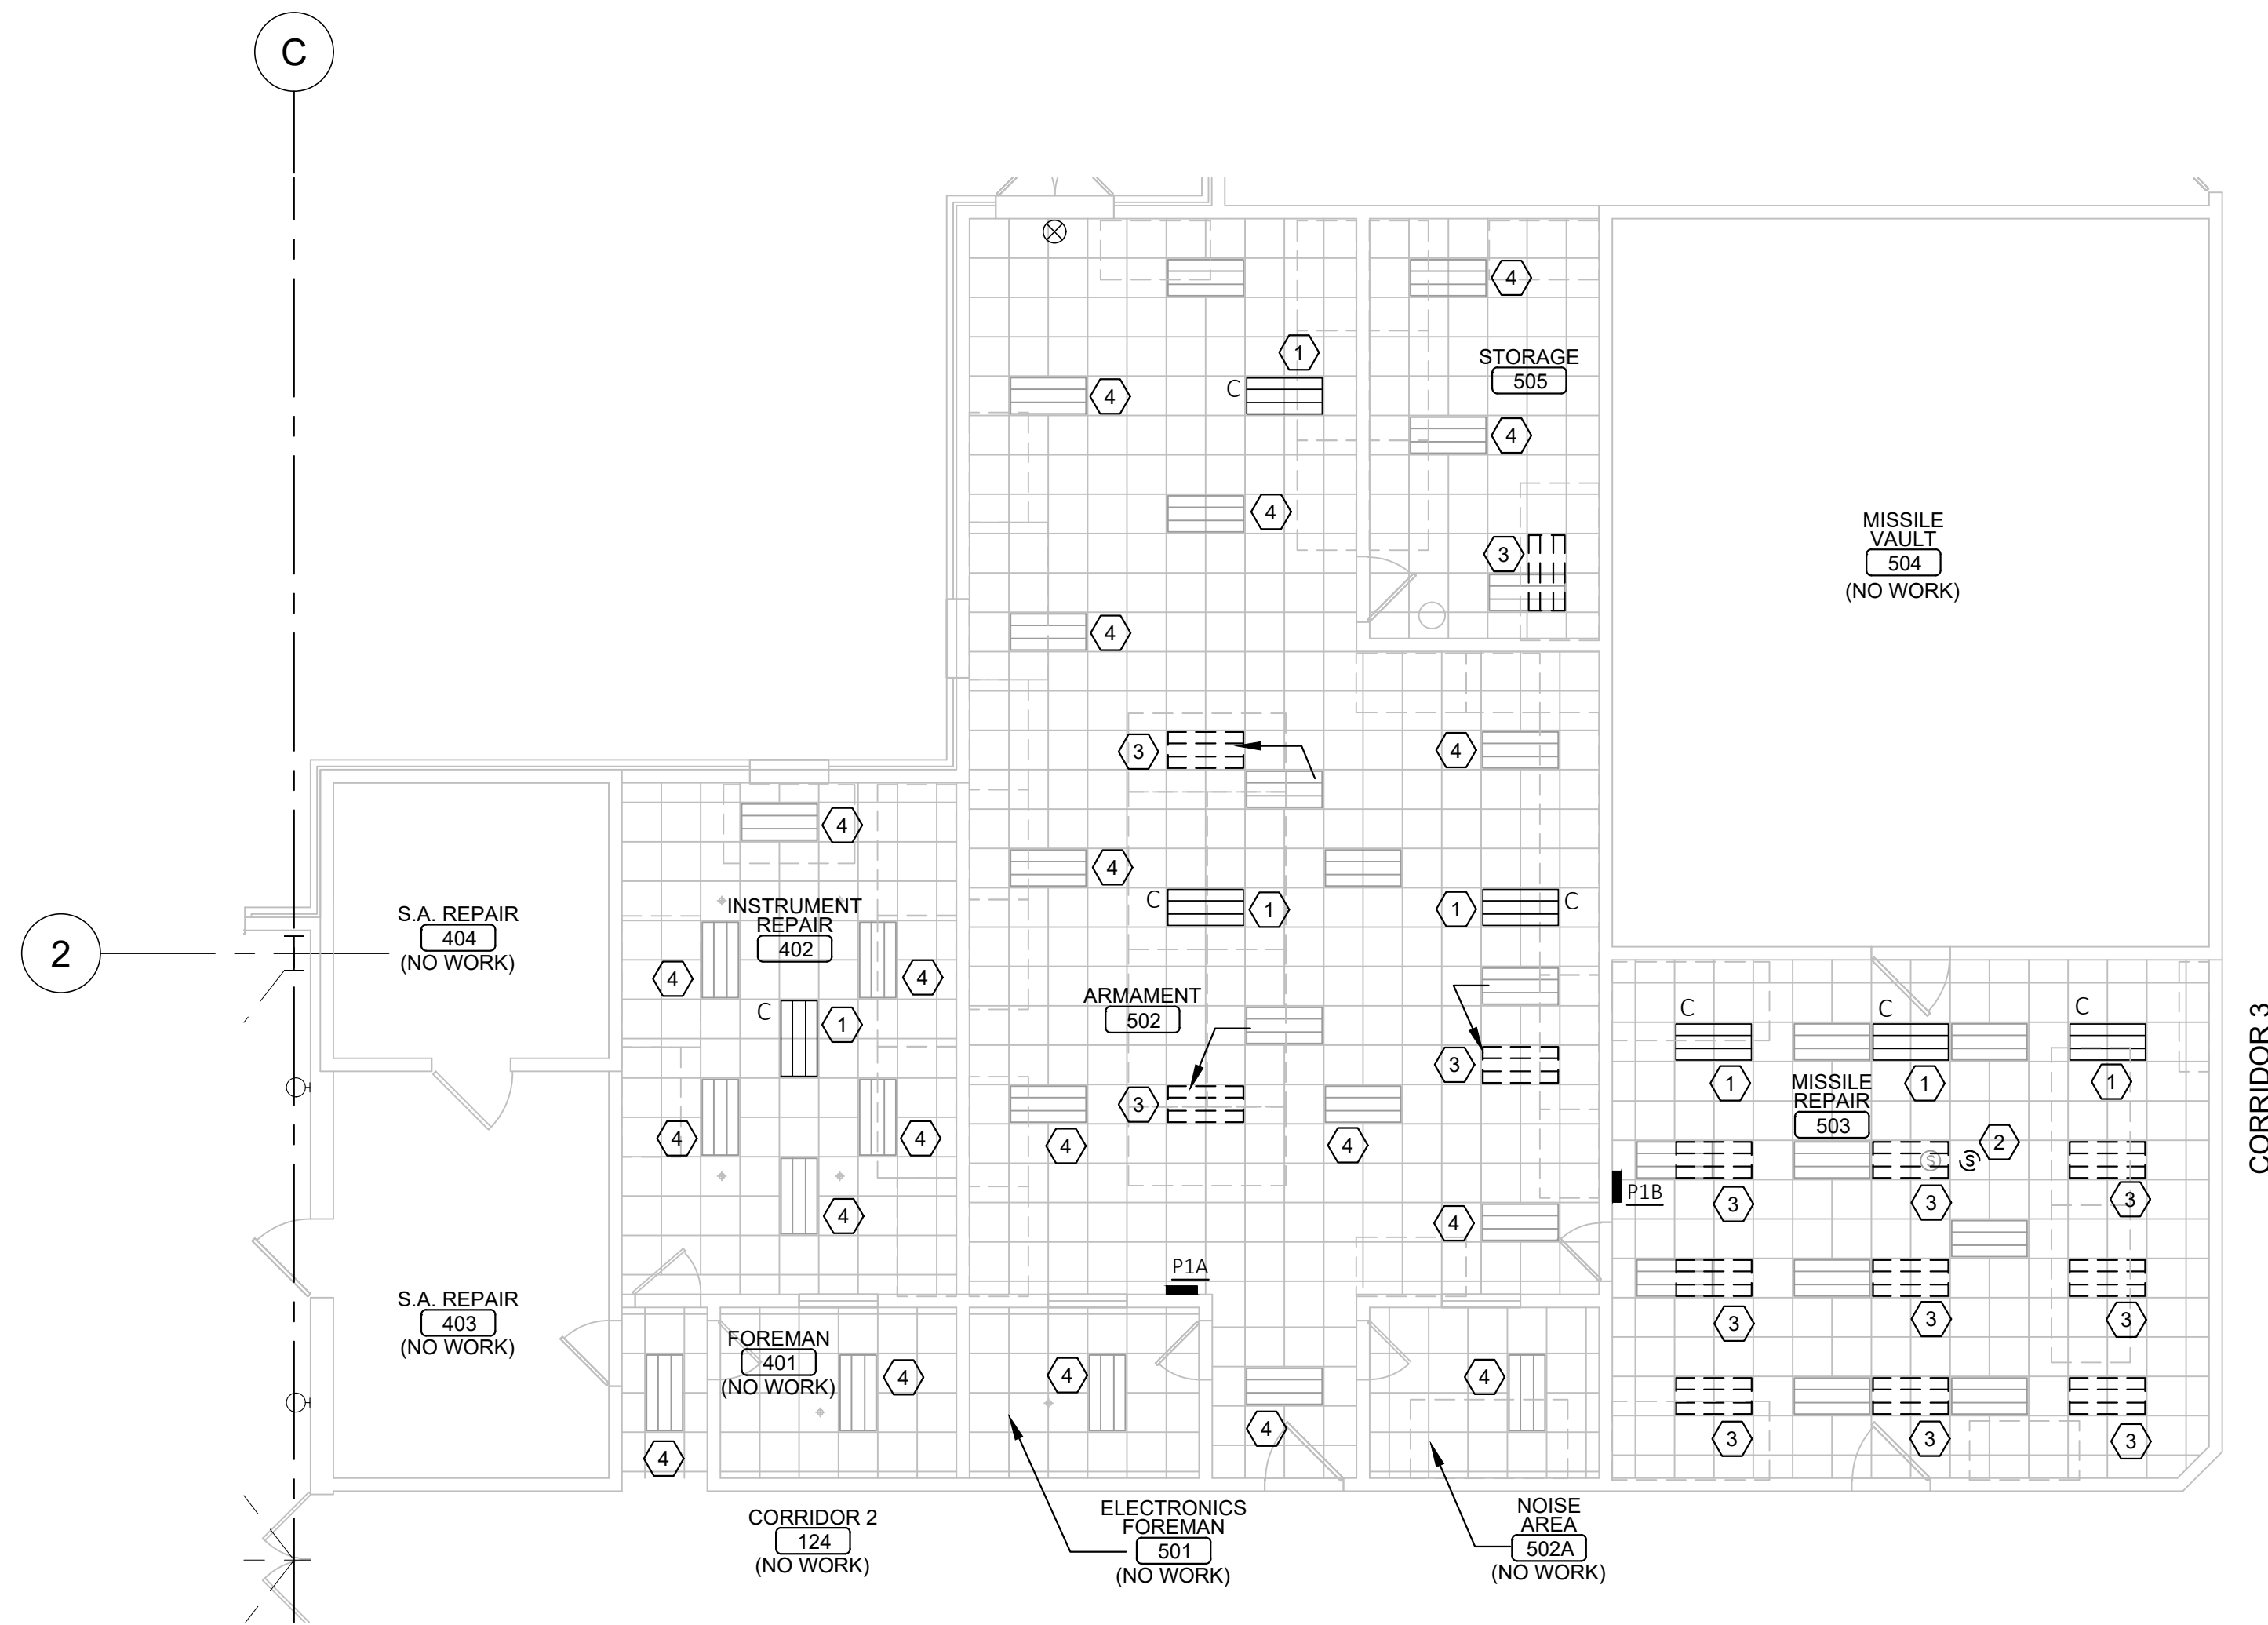 C
1
C
4
4
STORAGE
505
4
4
MISSILE
VAULT
504
(NO WORK)
3
4
3
4
4
4
C
1
1
C
S.A. REPAIR
404
(NO WORK)
INSTRUMENT
REPAIR
402
4
4
C
1
ARMAMENT
502
3
C
C
C
1
1
1
MISSILE
REPAIR
503
3
4
4
4
4
2
S
S
3
3
3
P1B
4
4
P1A
3
3
3
S.A. REPAIR
403
(NO WORK)
FOREMAN
401
(NO WORK)
4
4
4
4
4
3
3
3
2
CORRIDOR 2
124
(NO WORK)
ELECTRONICS
FOREMAN
501
(NO WORK)
NOISE
AREA
502A
(NO WORK)
CORRIDOR 3